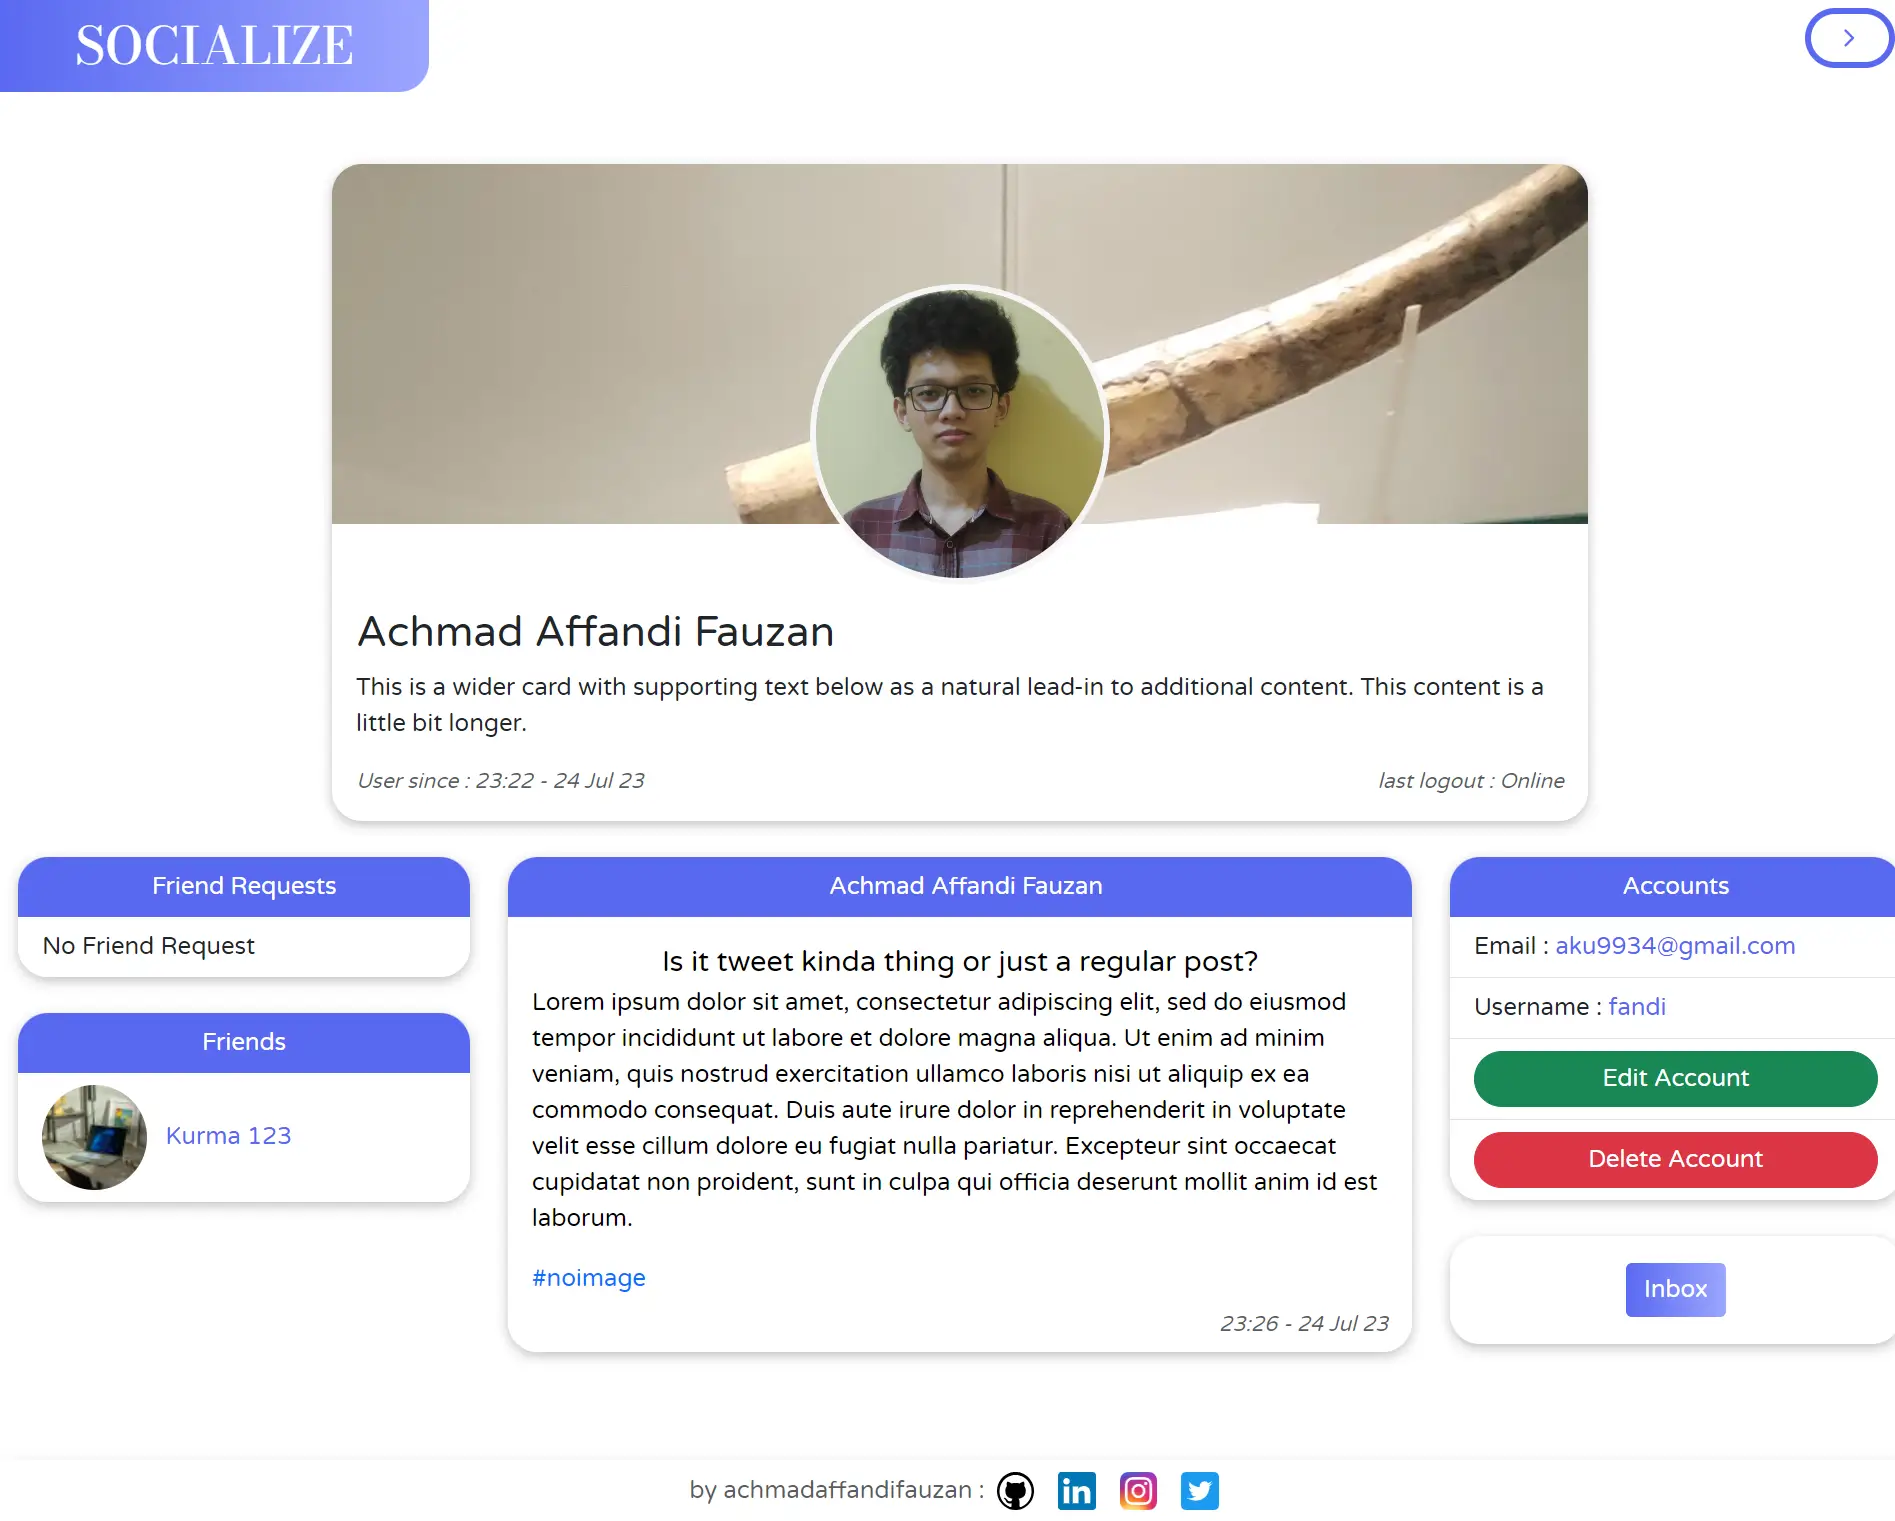 SOCIALIZE
Achmad Affandi Fauzan
This is a wider card with supporting text below as a natural lead-in to additional content. This content is a
little bit longer.
User since : 23:22 - 24 Jul 23
last logout : Online
Friend Requests
No Friend Request
Friends
Kurma 123
Achmad Affandi Fauzan
Is it tweet kinda thing or just a regular post?
Lorem ipsum dolor sit amet, consectetur adipiscing elit, sed do eiusmod
tempor incididunt ut labore et dolore magna aliqua. Ut enim ad minim
veniam, quis nostrud exercitation ullamco laboris nisi ut aliquip ex ea
commodo consequat. Duis aute irure dolor in reprehenderit in voluptate
velit esse cillum dolore eu fugiat nulla pariatur. Excepteur sint occaecat
cupidatat non proident, sunt in culpa qui officia deserunt mollit anim id est
laborum.
#noimage
23:26 - 24 Jul 23
Accounts
Email : aku9934@gmail.com
Username : fandi
Edit Account
Delete Account
Inbox
by achmadaffandifauzan :
in